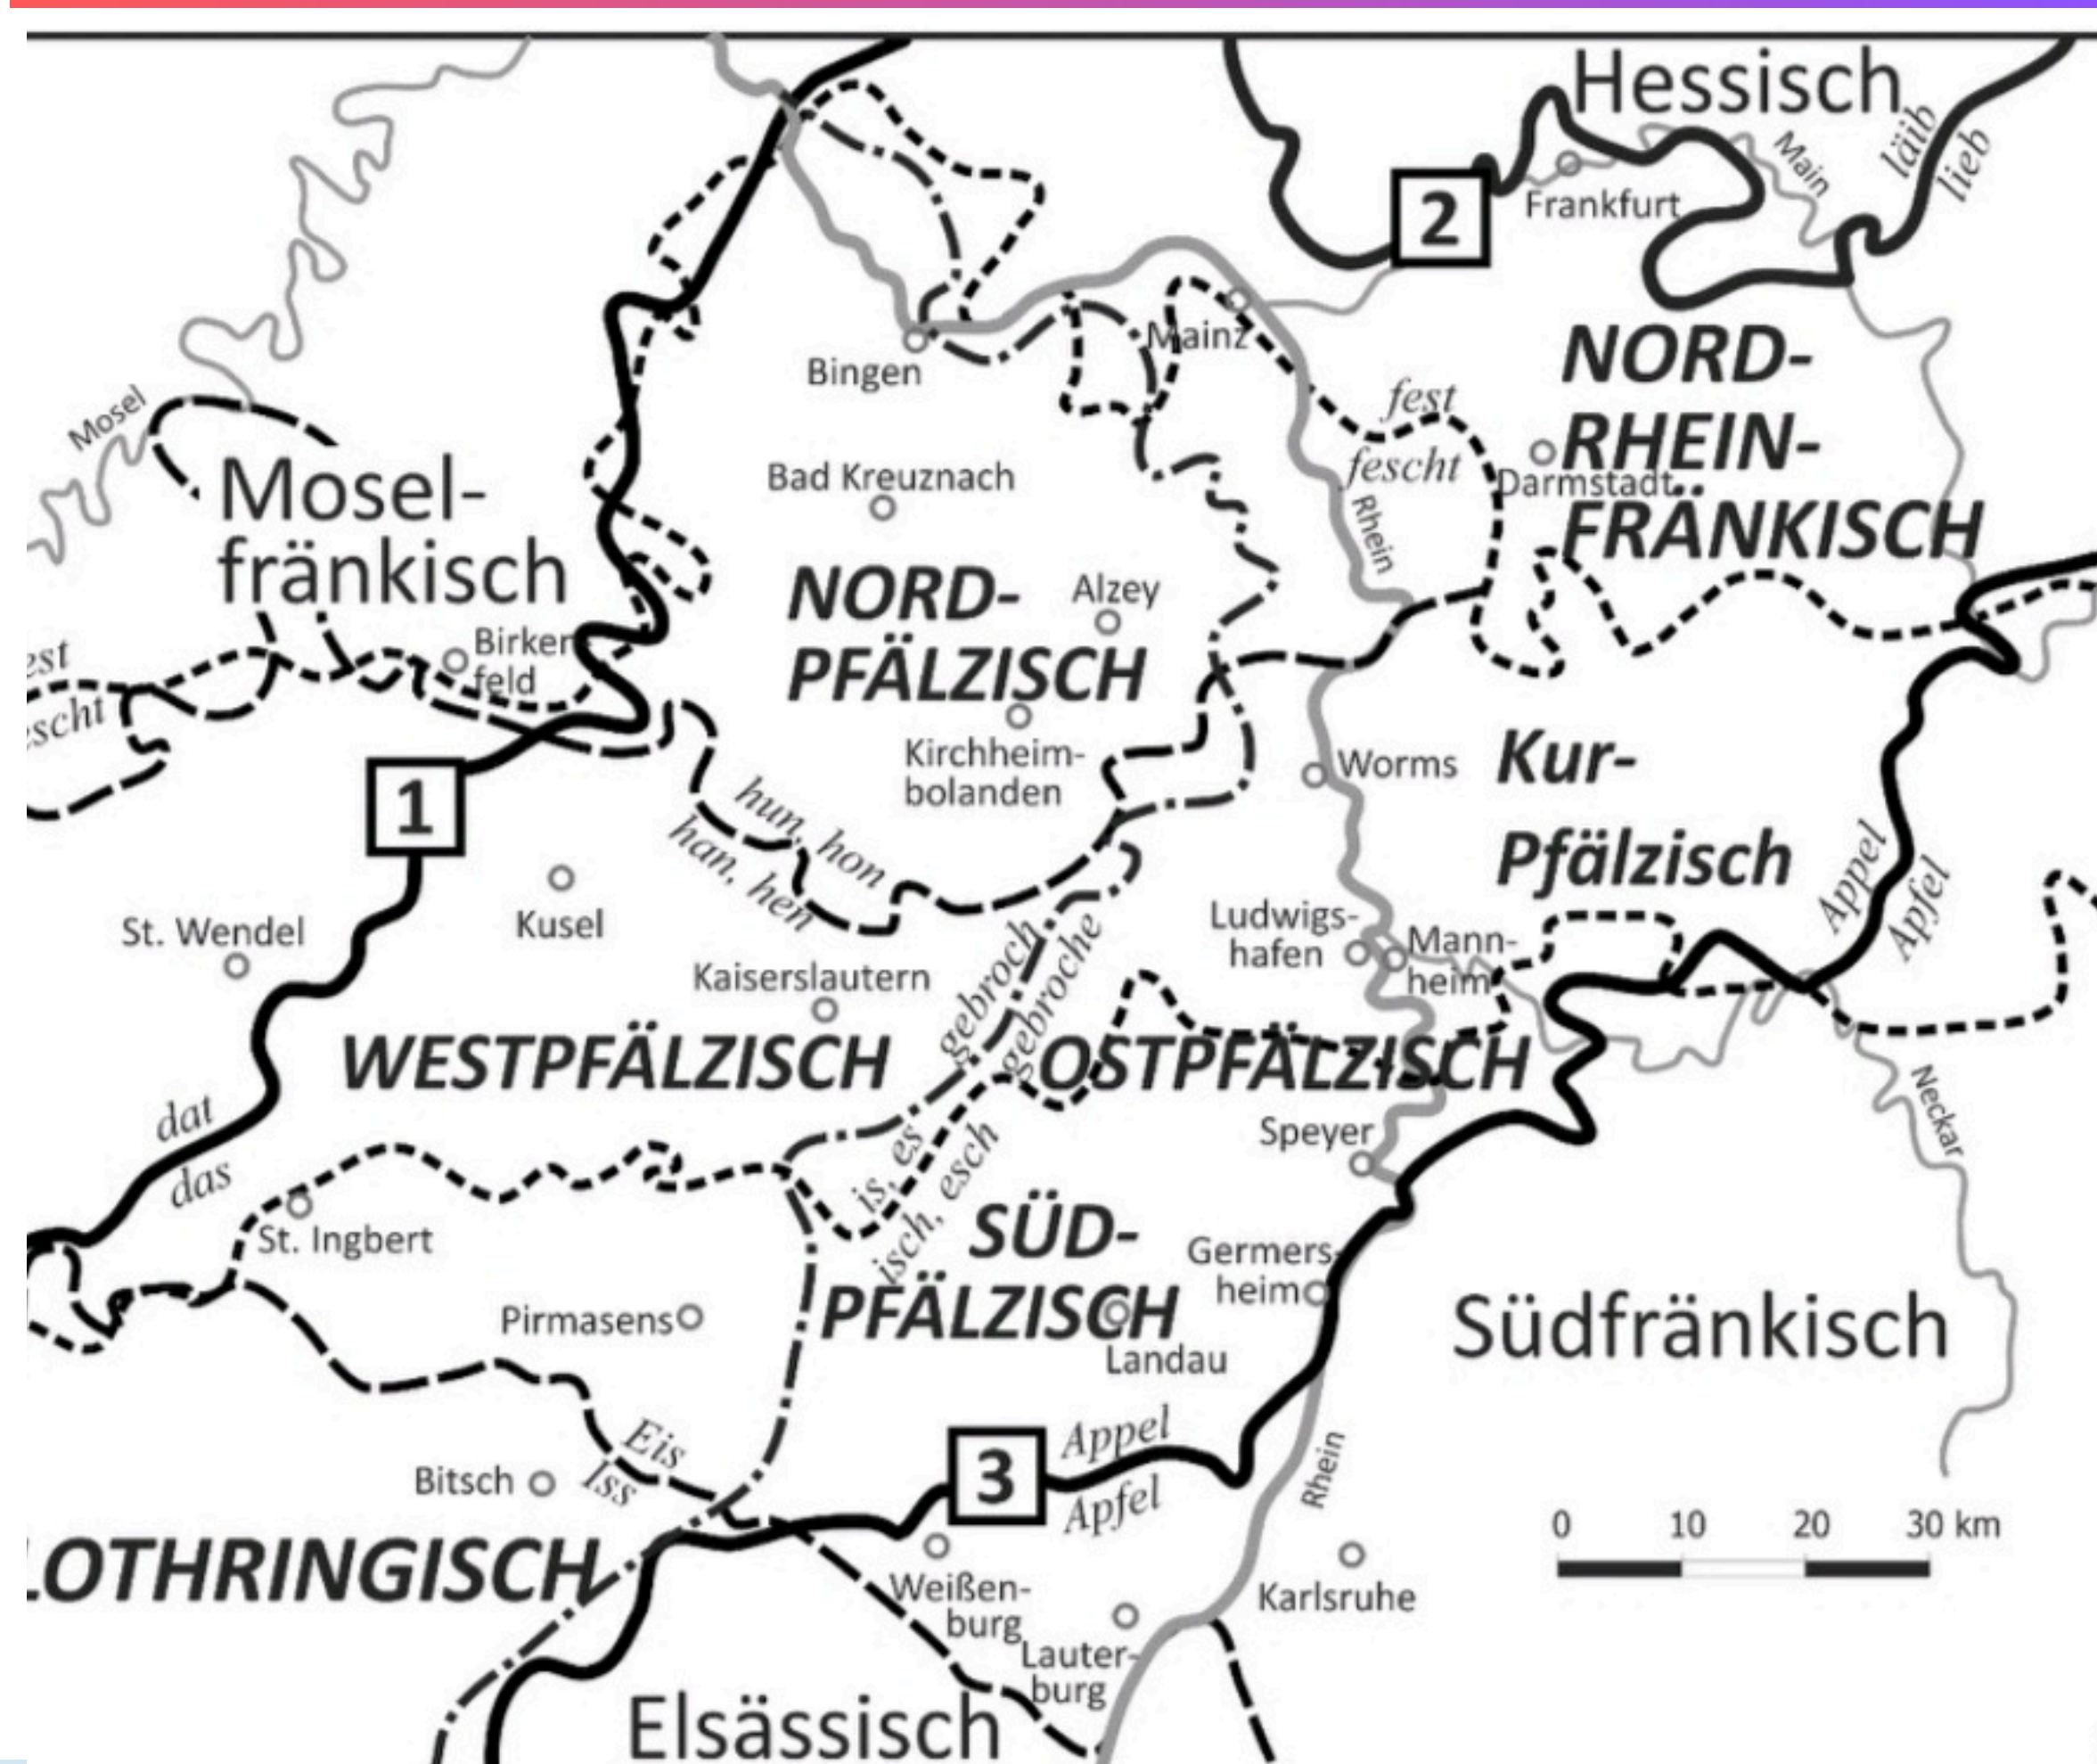 Hessisch
läib
lieb
Main
2
Frankfurt
Mainz
Bingen
NORD-
RHEIN-
FRÄNKISCH
fest
fescht
Darmstadt
Rhein
Mosel
Mosel-
fränkisch
Bad Kreuznach
NORD-
PFÄLZISCH
Alzey
Birken
feld
est
escht
Kirchheim-
bolanden
Worms
Kur-
Pfälzisch
1
hun, hon
han, hen
Appel
Apfel
St. Wendel
Kusel
Ludwigs-
hafen
Mann-
heim
Kaiserslautern
gebroch
gebroche
WESTPFÄLZISCH
OSTPFÄLZISCH
dat
das
Speyer
Neckar
is, es
isch, esch
St. Ingbert
SÜD-
PFÄLZISCH
Germers-
heim
Pirmasens
Landau
Südfränkisch
Eis
Iss
Bitsch
3
Appel
Apfel
Rhein
0 10 20 30 km
LOTHRINGISCH
Weißen-
burg
Karlsruhe
Lauter-
burg
Elsässisch